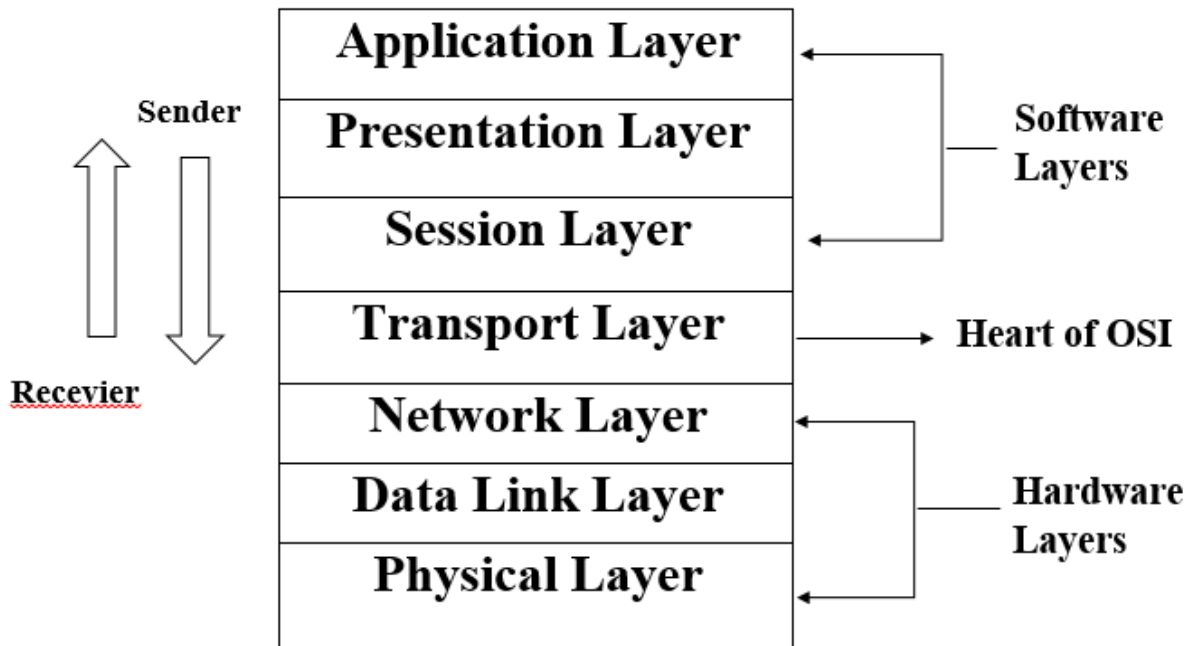 Application Layer
Sender
Presentation Layer
Software
Layers
Session Layer
Transport Layer
Heart of OSI
Recevier
Network Layer
Data Link Layer
Hardware
Layers
Physical Layer